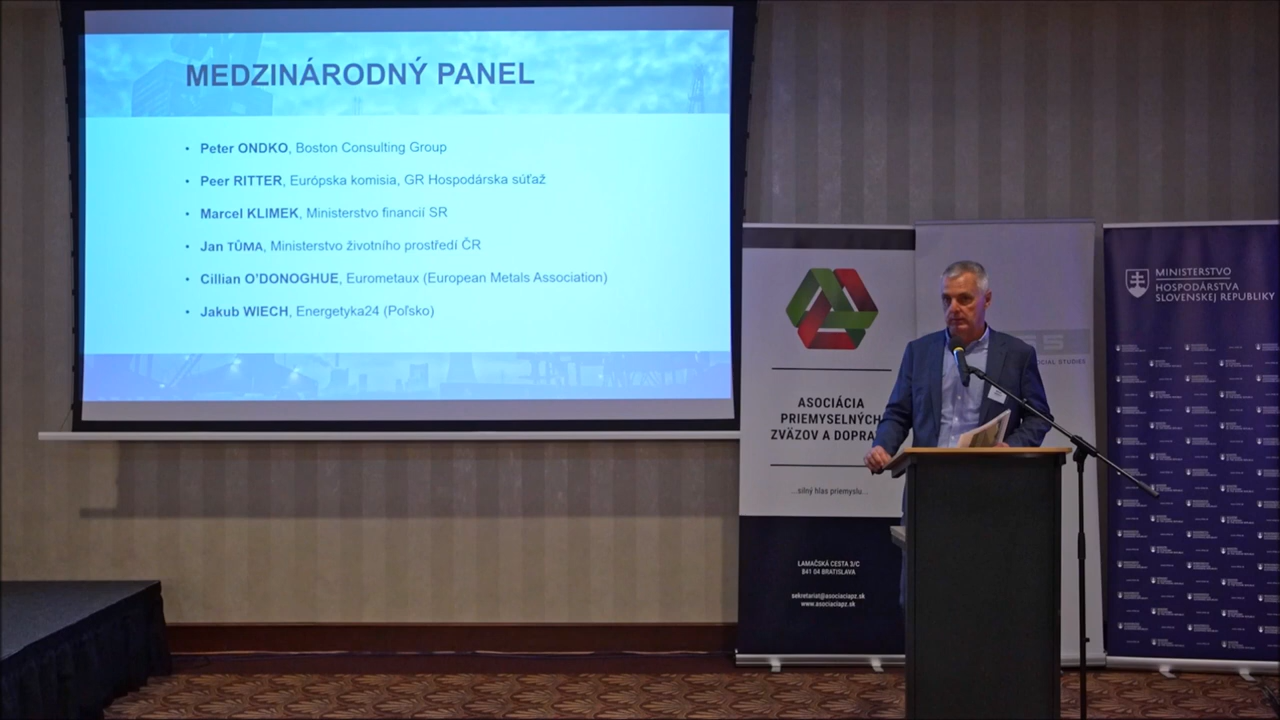 MEDZINÁRODNÝ PANEL
• Peter ONDKO, Boston Consulting Group
• Peer RITTER, Európska komisia, GR Hospodárska súťaž
• Marcel KLIMEK, Ministerstvo financií SR
• Jan TŮMA, Ministerstvo životního prostředí ČR
• Cillian O'DONOGHUE, Eurometaux (European Metals Association)
• Jakub WIECH, Energetyka24 (Poľsko)
ASOCIÁCIA
PRIEMYSELNÝCH
ZVÄZOV A DOPRA
...silný hlas priemyslu...
LAMAČSKÁ CESTA 3/C
841 04 BRATISLAVA
sekretariat@asociaciapz.sk
www.asociaciapz.sk
OCIAL STUDIES
MINISTERSTVO
HOSPODÁRSTVA
SLOVENSKEJ REPUBLIKY